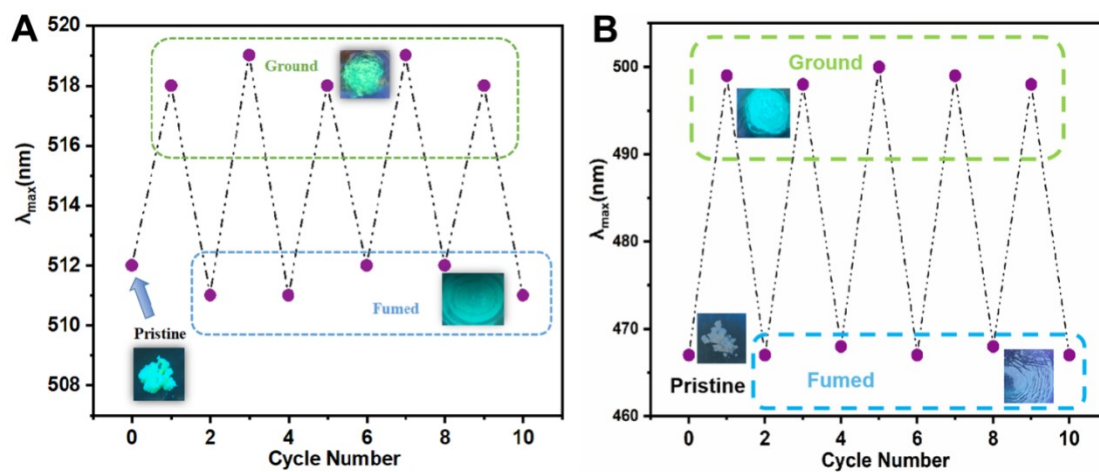 A
λmax(nm)
520
518
516
514
512
510
508
Ground
Pristine
Fumed
0 2 4 6 8 10
Cycle Number
B
λmax(nm)
500
490
480
470
460
Ground
Pristine
Fumed
0 2 4 6 8 10
Cycle Number